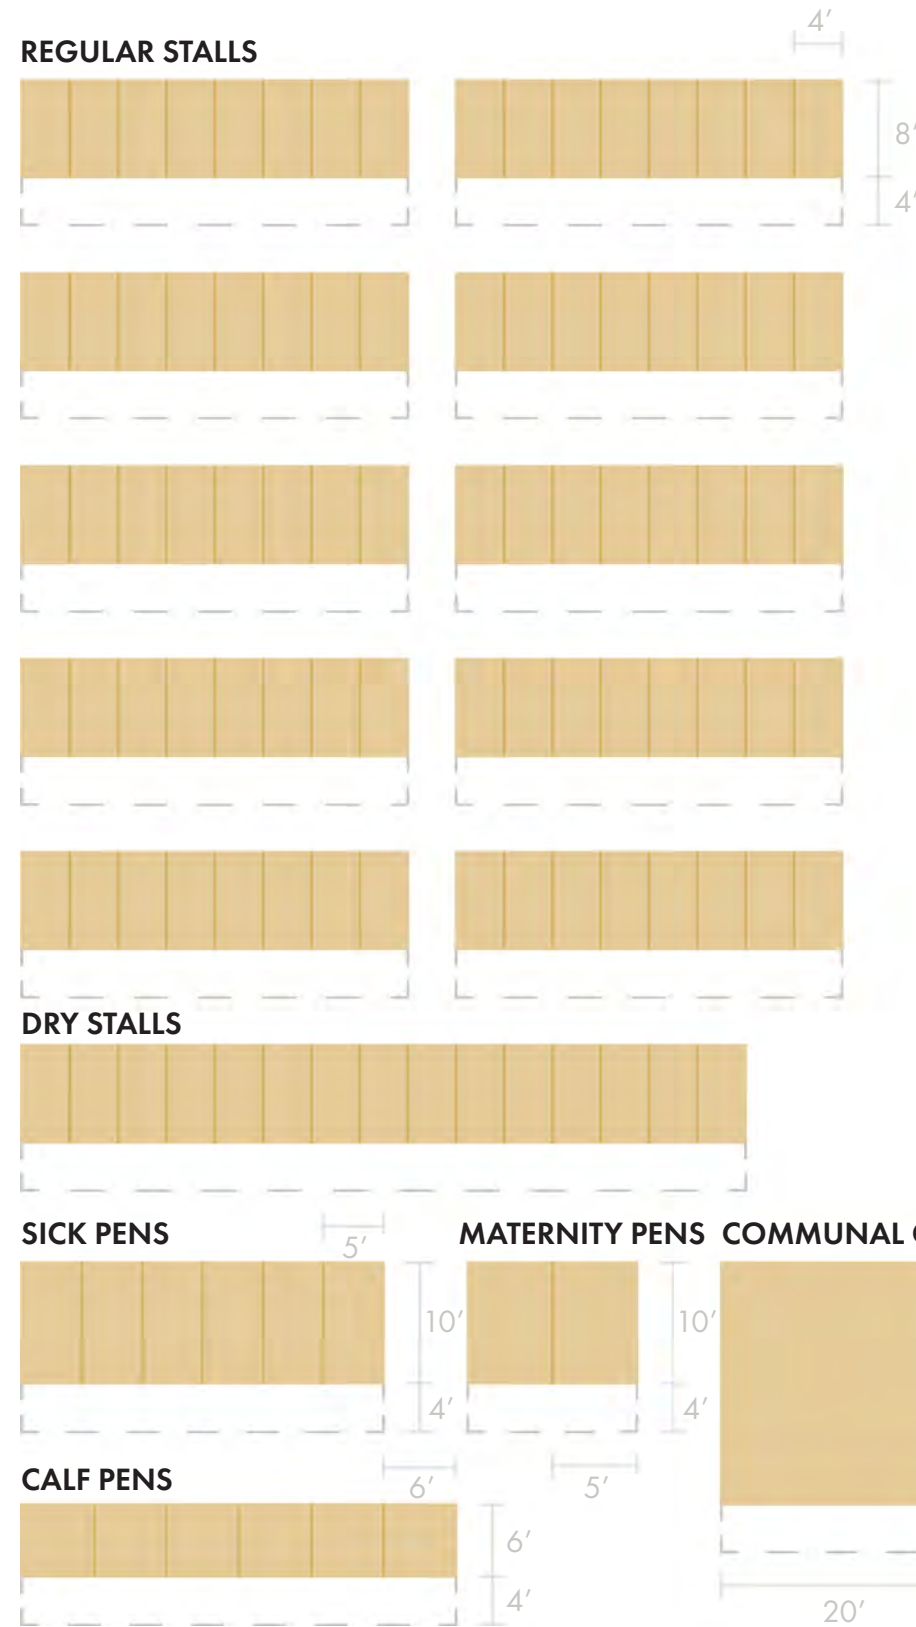 4'
REGULAR STALLS
8'
4'
DRY STALLS
SICK PENS
5'
MATERNITY PENS
COMMUNAL
10'
4'
10'
4'
CALF PENS
6'
5'
6'
4'
20'